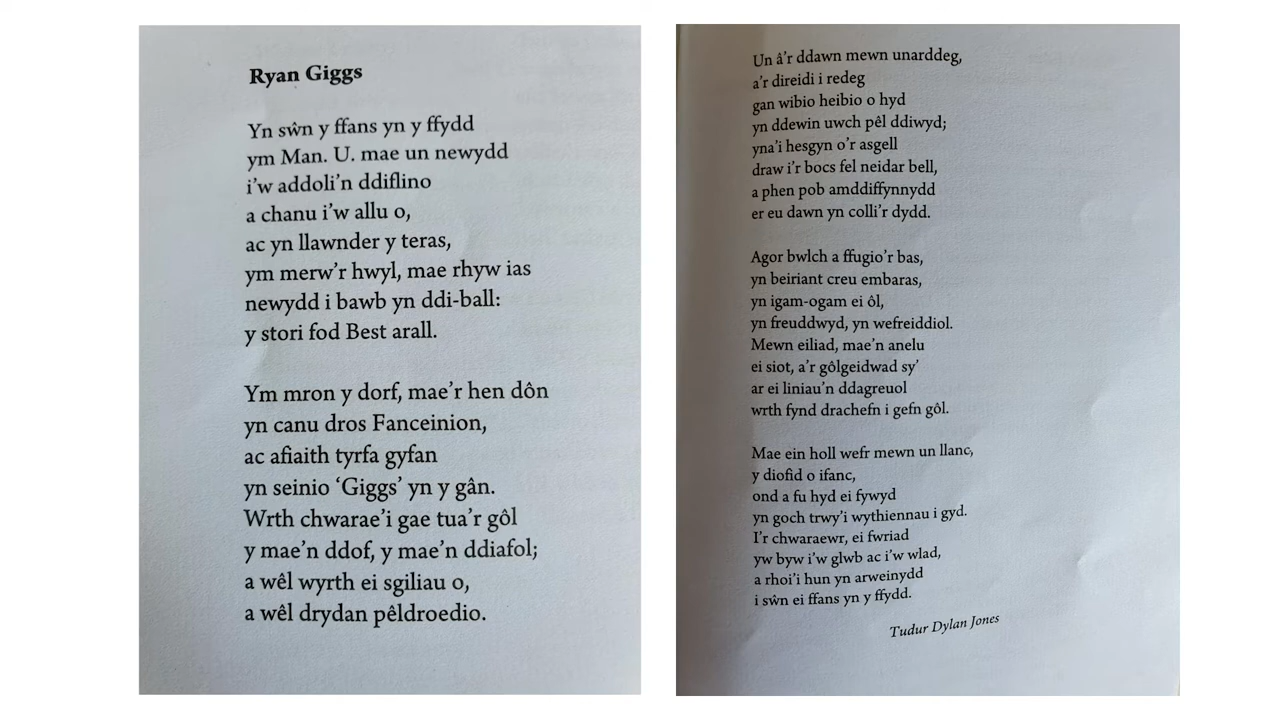 Ryan Giggs
Yn sŵn y ffans yn y ffydd
ym Man. U. mae un newydd
i'w addoli'n ddiflino
a chanu i'w allu o,
ac yn llawnder y teras,
ym merw'r hwyl, mae rhyw ias
newydd i bawb yn ddi-ball:
y stori fod Best arall.
Ym mron y dorf, mae'r hen dôn
yn canu dros Fanceinion,
ac afiaith tyrfa gyfan
yn seinio 'Giggs' yn y gân.
Wrth chwarae'i gae tua'r gôl
y mae'n ddof, y mae'n ddiafol;
a wêl wyrth ei sgiliau o,
a wêl drydan pêldroedio.
Un â'r ddawn mewn unarddeg,
a'r direidi i redeg
gan wibio heibio o hyd
yn ddewin uwch pêl ddiwyd;
yna'i hesgyn o'r asgell
draw i'r bocs fel neidar bell,
a phen pob amddiffynnydd
er eu dawn yn colli'r dydd.
Agor bwlch a ffugio'r bas,
yn beiriant creu embaras,
yn igam-ogam ei ôl,
yn freuddwyd, yn wefreiddiol.
Mewn eiliad, mae'n anelu
ei siot, a'r gôlgeidwad sy'
ar ei liniau'n ddagreuol
wrth fynd drachefn i gefn gôl.
Mae ein holl wefr mewn un llanc,
y diofid o ifanc,
ond a fu hyd ei fywyd
yn goch trwy'i wythiennau i gyd.
I'r chwaraewr, ei fwriad
yw byw i'w glwb ac i'w wlad,
a rhoi'i hun yn arweinydd
i sŵn ei ffans yn y ffydd.
Tudur Dylan Jones